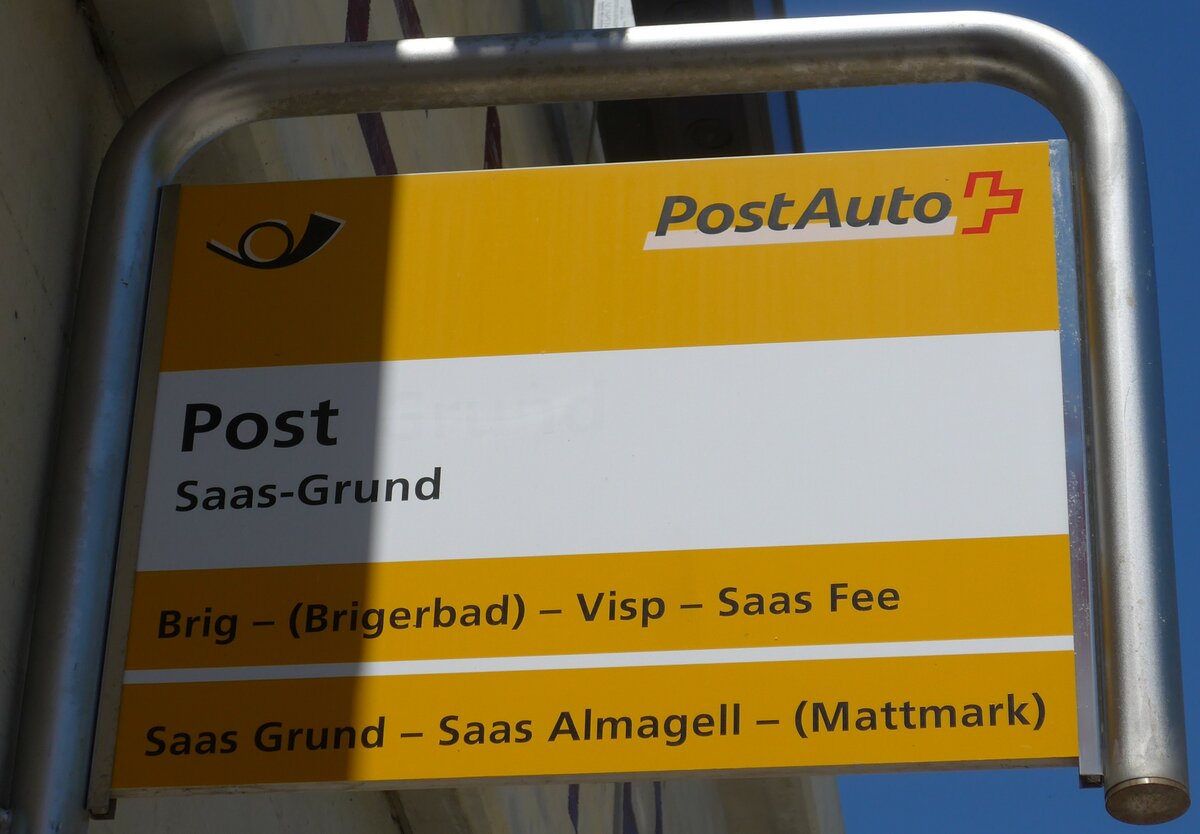 PostAuto
Post
Saas-Grund
Brig – (Brigerbad) – Visp – Saas Fee
Saas Grund – Saas Almagell – (Mattmark)